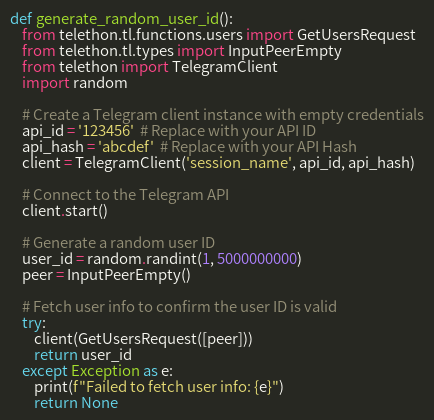 def generate_random_user_id():
from telethon.tl.functions.users import GetUsersRequest
from telethon.tl.types import InputPeerEmpty
from telethon import TelegramClient
import random
# Create a Telegram client instance with empty credentials
api_id = '123456' # Replace with your API ID
api_hash = 'abcdef' # Replace with your API Hash
client = TelegramClient('session_name', api_id, api_hash)
# Connect to the Telegram API
client.start()
# Generate a random user ID
user_id = random.randint(1, 5000000000)
peer = InputPeerEmpty()
# Fetch user info to confirm the user ID is valid
try:
client(GetUsersRequest([peer]))
return user_id
except Exception as e:
print(f"Failed to fetch user info: {e}")
return None